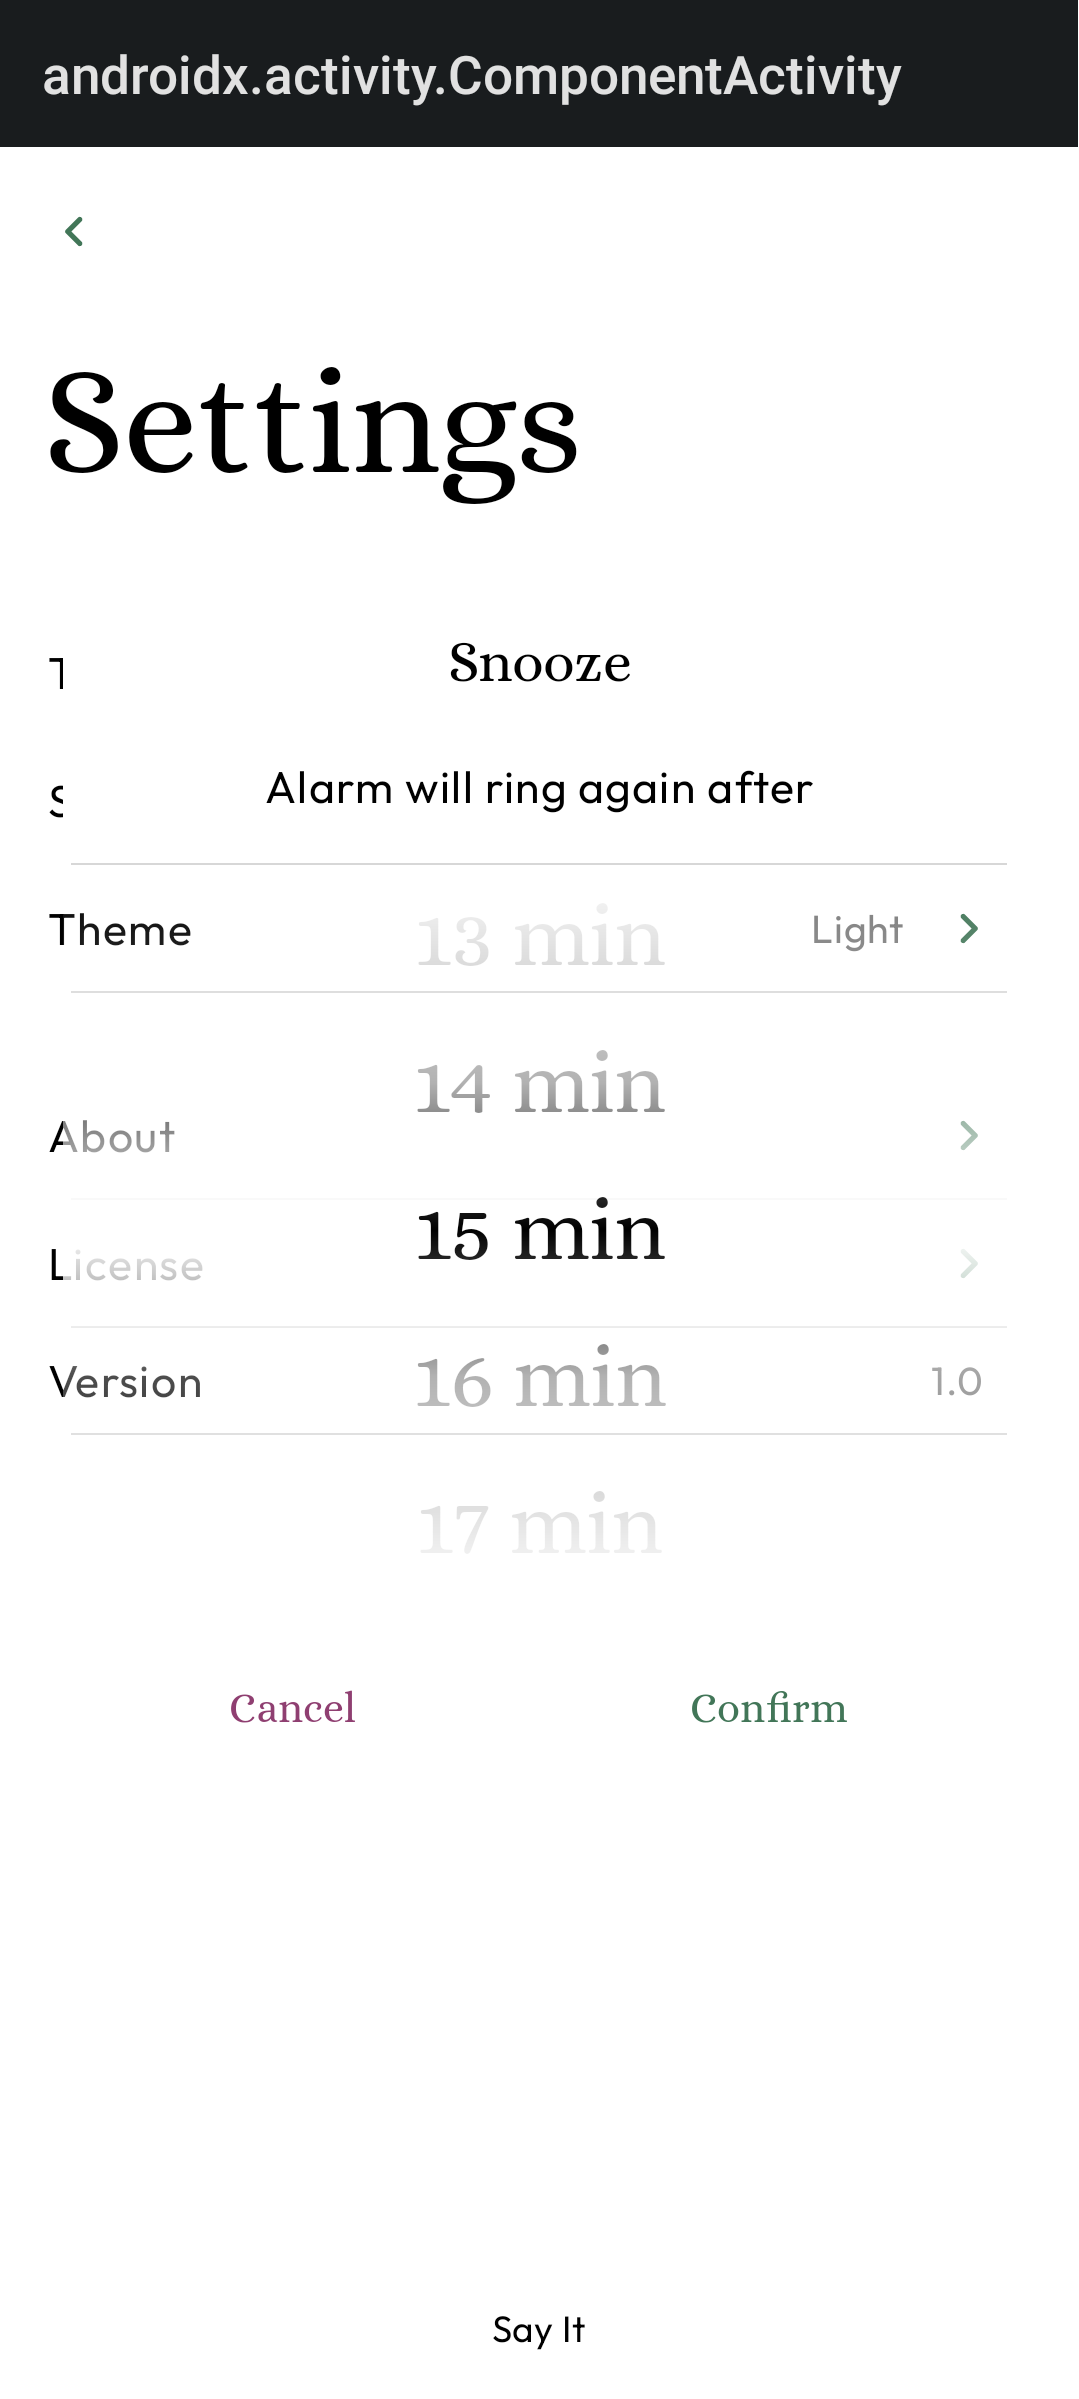 androidx.activity.ComponentActivity
Settings
Snooze
Alarm will ring again after
Theme
13 min
Light
14 min
About
15 min
License
Version
16 min
1.0
17 min
Cancel
Confirm
Say It